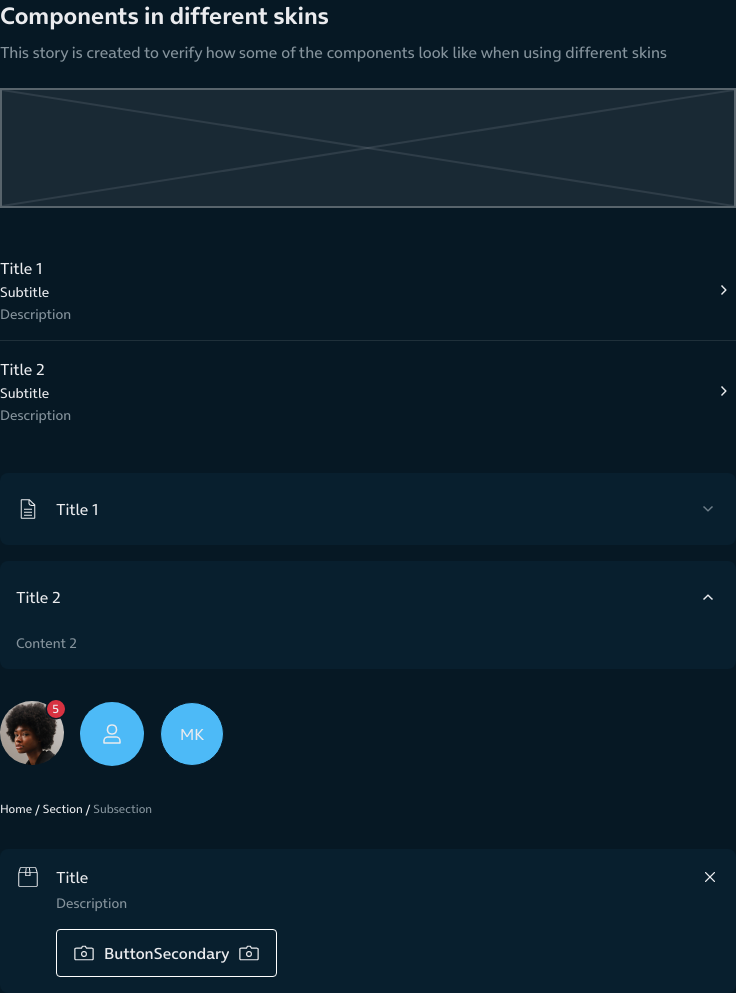 Components in different skins
This story is created to verify how some of the components look like when using different skins
Title 1
Subtitle
Description
Title 2
Subtitle
Description
Title 1
Title 2
Content 2
5
MK
Home / Section / Subsection
Title
Description
ButtonSecondary